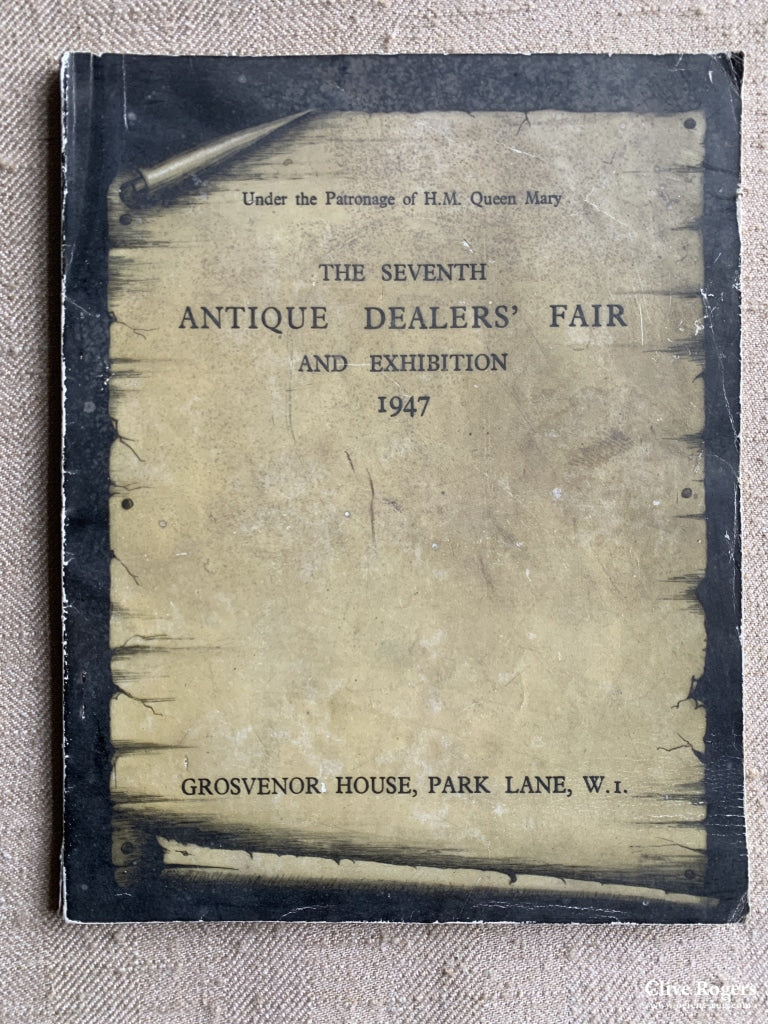 Under the Patronage of H.M. Queen Mary
THE SEVENTH
ANTIQUE DEALERS' FAIR
AND EXHIBITION
1947
GROSVENOR HOUSE, PARK LANE, W.1.
Clive Rogers